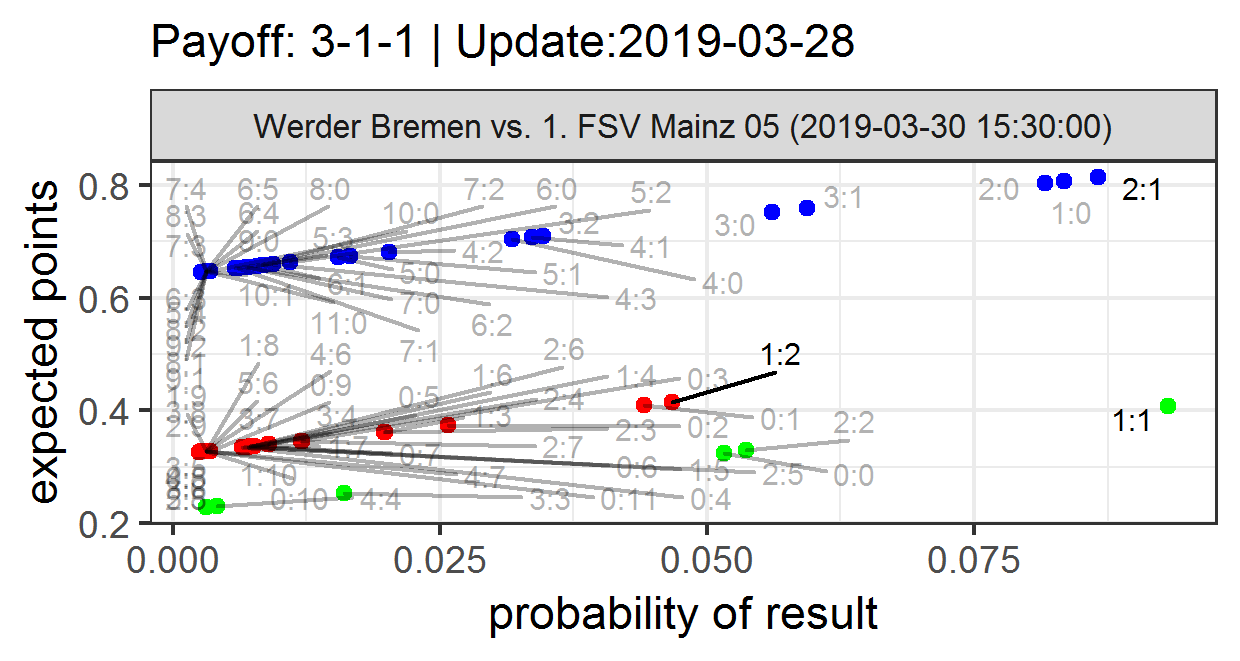 Payoff: 3-1-1 | Update:2019-03-28
Werder Bremen vs. 1. FSV Mainz 05 (2019-03-30 15:30:00)
expected points
0.8
0.6
0.4
0.2
7:4 6:5 8:0 7:2 6:0 5:2 3:1 2:0 2:1
8:3 6:4 10:0 3:2 3:0 1:0
7:3 9:0 5:3 4:2 4:1
6:1 5:0 5:1 4:0
10:1 7:0 4:3
11:0 6:2
7:1
1:8 4:6 2:6 1:2
9:1 5:6 0:9 1:6 1:4 0:3
1:9 0:5 2:4
3:8 3:7 3:4 1:3 0:1 2:2 1:1
2:3 0:2
1:7 0:7 2:7
1:10 4:7 0:6 1:5 2:5 0:0
0:10 4:4 3:3 0:11 0:4
0.000 0.025 0.050 0.075
probability of result